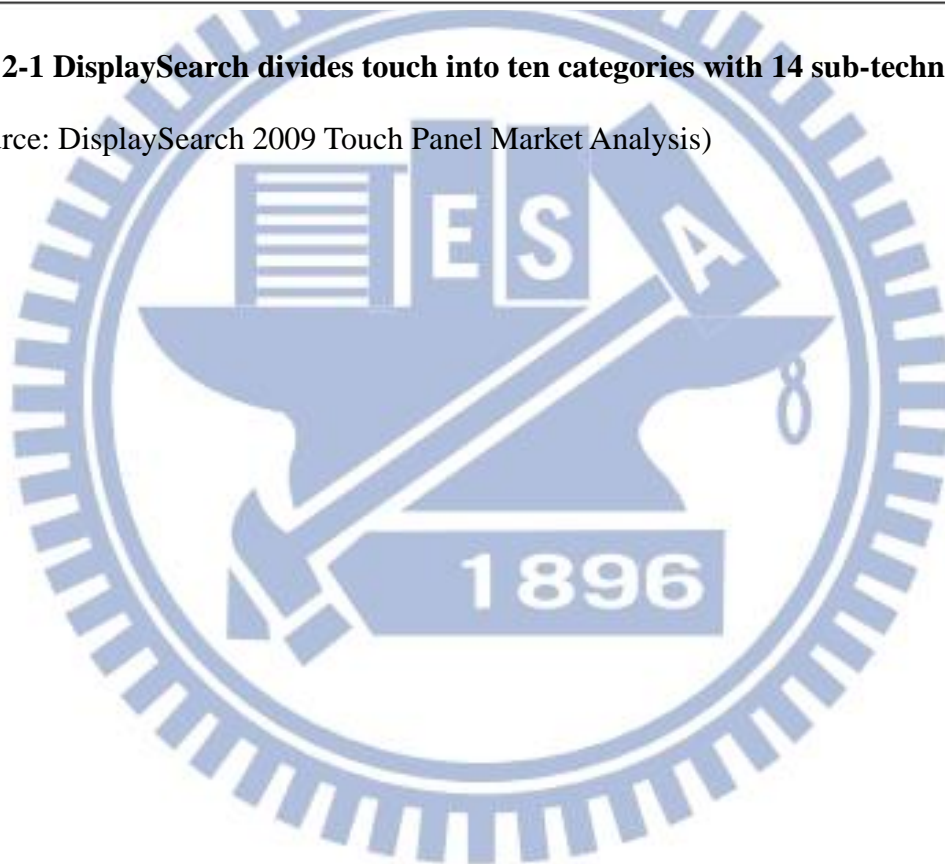 2-1 DisplaySearch divides touch into ten categories with 14 sub-techn
rce: DisplaySearch 2009 Touch Panel Market Analysis)
E S A
1896